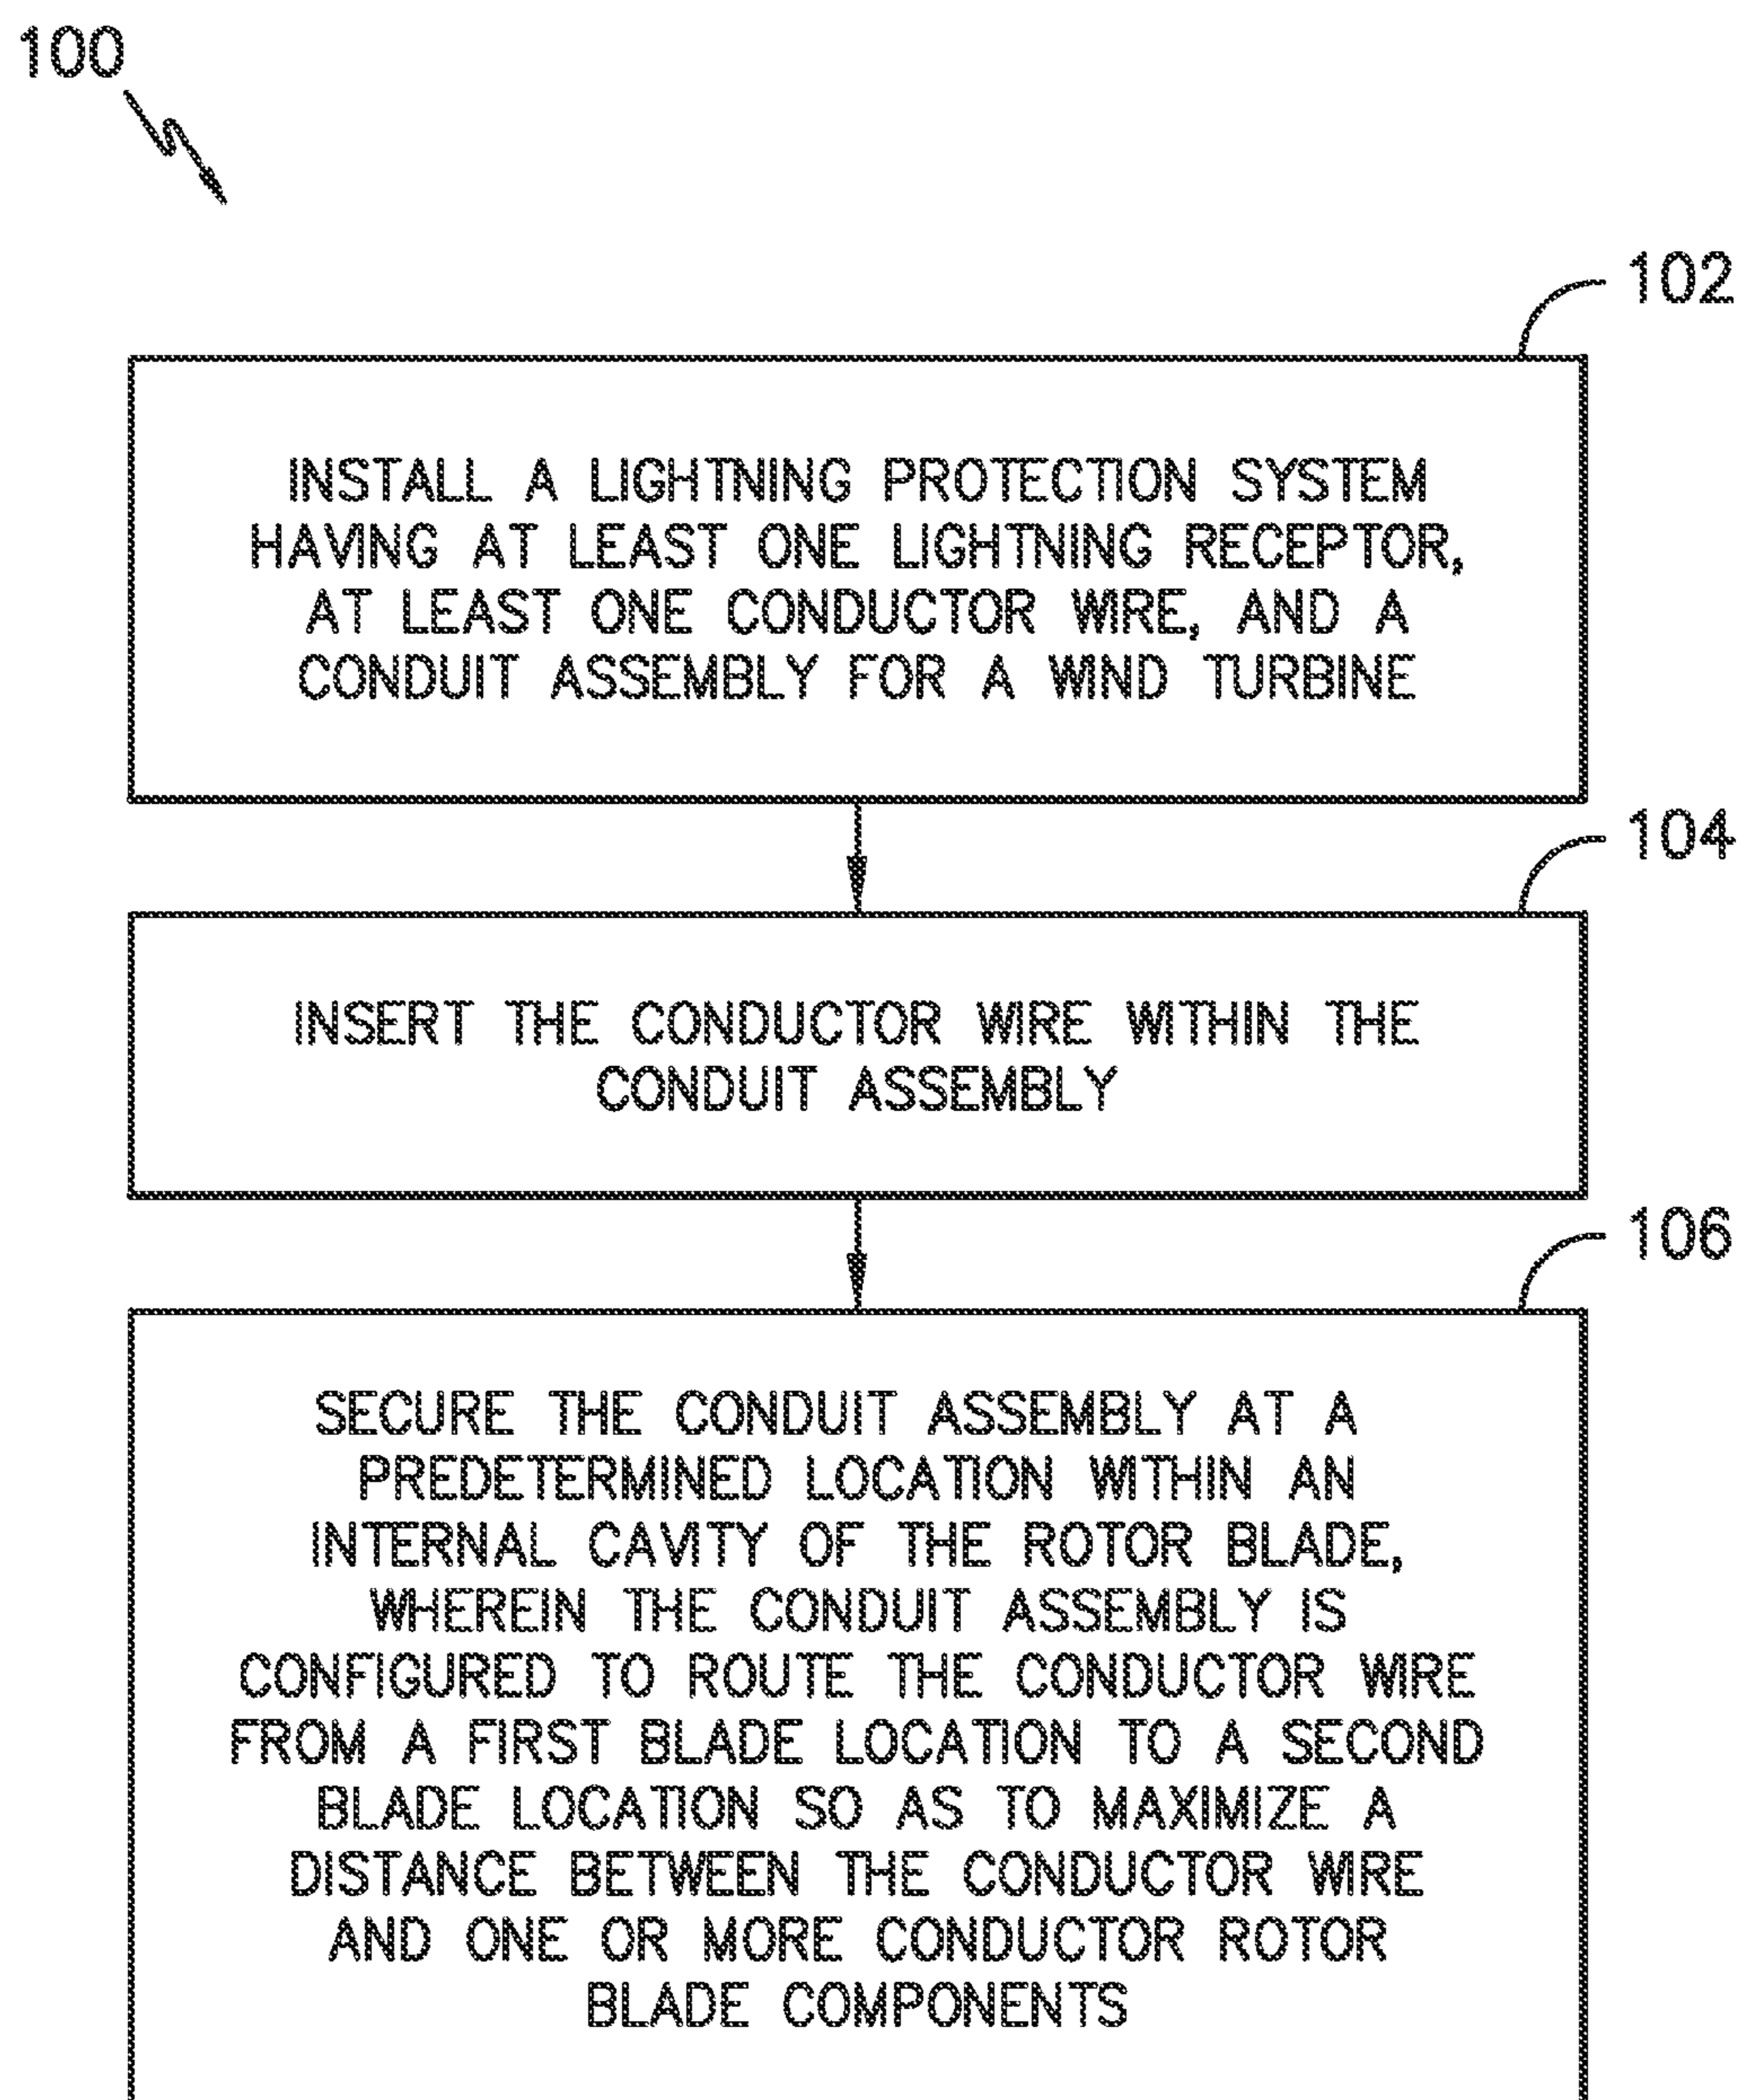 100
102
INSTALL A LIGHTNING PROTECTION SYSTEM
HAVING AT LEAST ONE LIGHTNING RECEPTOR,
AT LEAST ONE CONDUCTOR WIRE, AND A
CONDUIT ASSEMBLY FOR A WIND TURBINE
104
INSERT THE CONDUCTOR WIRE WITHIN THE
CONDUIT ASSEMBLY
106
SECURE THE CONDUIT ASSEMBLY AT A
PREDETERMINED LOCATION WITHIN AN
INTERNAL CAVITY OF THE ROTOR BLADE,
WHEREIN THE CONDUIT ASSEMBLY IS
CONFIGURED TO ROUTE THE CONDUCTOR WIRE
FROM A FIRST BLADE LOCATION TO A SECOND
BLADE LOCATION SO AS TO MAXIMIZE A
DISTANCE BETWEEN THE CONDUCTOR WIRE
AND ONE OR MORE CONDUCTOR ROTOR
BLADE COMPONENTS